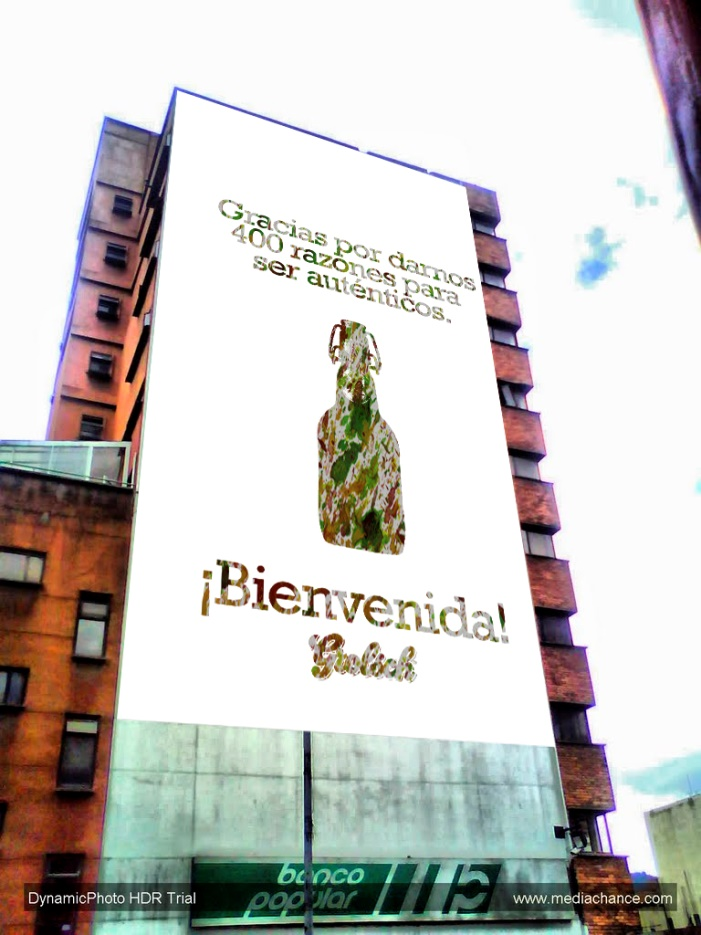 Gracias por darnos
400 razones para
ser auténticos.
¡Bienvenida!
Grolsch
banco
popular
DynamicPhoto HDR Trial
www.mediachance.com